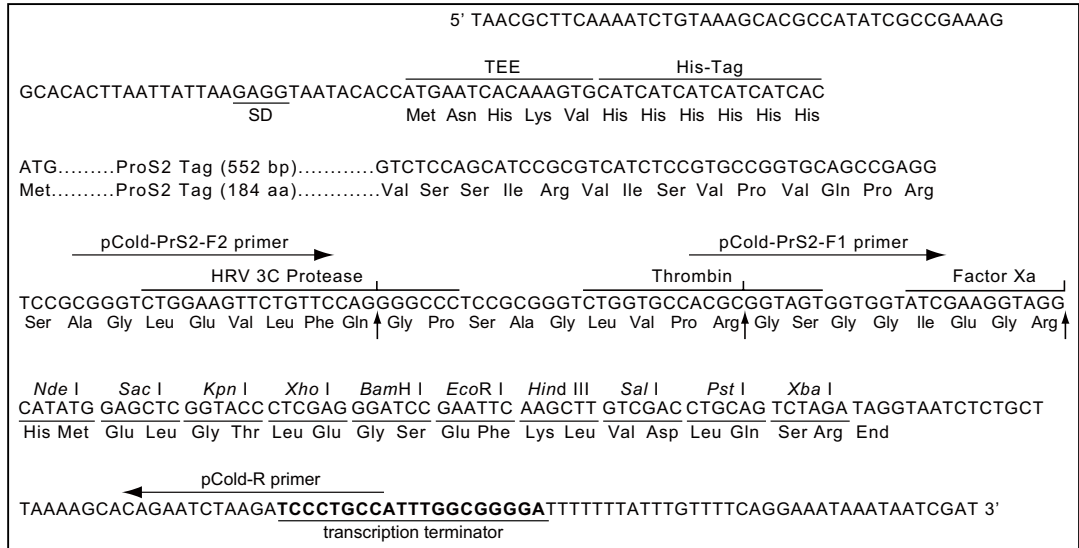 5' TAACGCTTCAAAATCTGTAAAGCACGCCATATCGCCGAAAG
TEE His-Tag
GCACACTTAATTATTAAGAGGTAATACACCATGAATCACAAAGTGCATCATCATCATCATCAC
SD Met Asn His Lys Val His His His His His His
ATG.........ProS2 Tag (552 bp)............GTCTCCAGCATCCGCGTCATCTCCGTGCCGGTGCAGCCGAGG
Met.........ProS2 Tag (184 aa)............Val Ser Ser Ile Arg Val Ile Ser Val Pro Val Gln Pro Arg
pCold-PrS2-F2 primer pCold-PrS2-F1 primer
HRV 3C Protease Thrombin Factor Xa
TCCGCGGGTCTGGAAGTTCTGTTCCAGGGGCCCTCCGCGGGTCTGGTGCCACGCGGTAGTGGTGGTATCGAAGGTAGG
Ser Ala Gly Leu Glu Val Leu Phe Gln Gly Pro Ser Ala Gly Leu Val Pro Arg Gly Ser Gly Gly Ile Glu Gly Arg
Nde I Sac I Kpn I Xho I BamH I EcoR I Hind III Sal I Pst I Xba I
CATATG GAGCTC GGTACC CTCGAG GGATCC GAATTC AAGCTT GTCGAC CTGCAG TCTAGA TAGGTAATCTCTGCT
His Met Glu Leu Gly Thr Leu Glu Gly Ser Glu Phe Lys Leu Val Asp Leu Gln Ser Arg End
pCold-R primer
TAAAAGCACAGAATCTAAGATCCCTGCCATTTGGCGGGGATTTTTTTATTTGTTTTCAGGAAATAAATAATCGAT 3'
transcription terminator